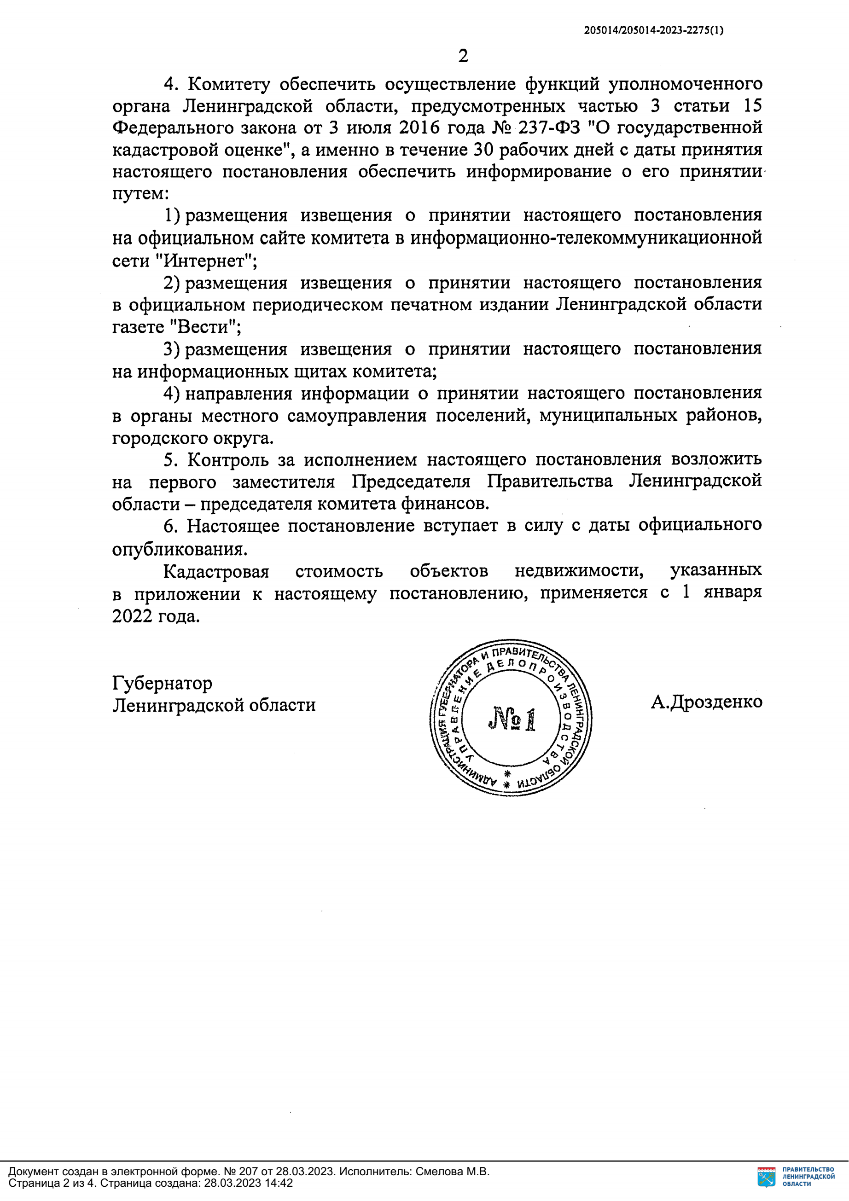 205014/205014-2023-2275(1)
2
4. Комитету обеспечить осуществление функций уполномоченного
органа Ленинградской области, предусмотренных частью 3 статьи 15
Федерального закона от 3 июля 2016 года № 237-ФЗ "О государственной
кадастровой оценке", а именно в течение 30 рабочих дней с даты принятия
настоящего постановления обеспечить информирование о его принятии
путем:
1) размещения извещения о принятии настоящего постановления
на официальном сайте комитета в информационно-телекоммуникационной
сети "Интернет";
2) размещения извещения о принятии настоящего постановления
в официальном периодическом печатном издании Ленинградской области
газете "Вести";
3) размещения извещения о принятии настоящего постановления
на информационных щитах комитета;
4) направления информации о принятии настоящего постановления
в органы местного самоуправления поселений, муниципальных районов,
городского округа.
5. Контроль за исполнением настоящего постановления возложить
на первого заместителя Председателя Правительства Ленинградской
области – председателя комитета финансов.
6. Настоящее постановление вступает в силу с даты официального
опубликования.
Кадастровая стоимость объектов недвижимости, указанных
в приложении к настоящему постановлению, применяется с 1 января
2022 года.
Губернатор
Ленинградской области
АДМИНИСТРАЦИЯ ГУБЕРНАТОРА И ПРАВИТЕЛЬСТВА ЛЕНИНГРАДСКОЙ ОБЛАСТИ
УПРАВЛЕНИЕ ДЕЛОПРОИЗВОДСТВА
№1
А.Дрозденко
Документ создан в электронной форме. № 207 от 28.03.2023. Исполнитель: Смелова М.В.
Страница 2 из 4. Страница создана: 28.03.2023 14:42
ПРАВИТЕЛЬСТВО
ЛЕНИНГРАДСКОЙ
ОБЛАСТИ